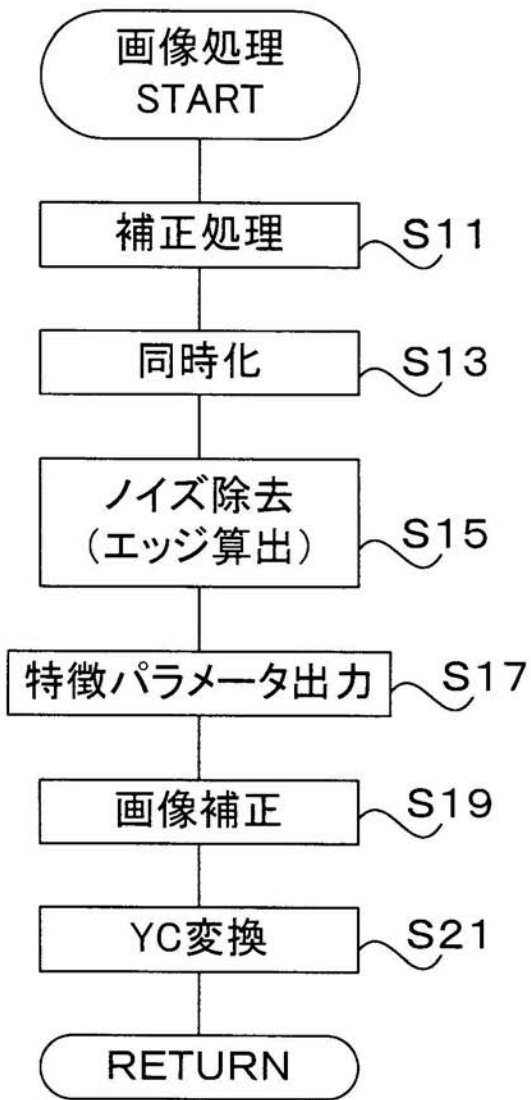 画像処理
START
補正処理
S11
同時化
S13
ノイズ除去
(エッジ算出)
S15
特徴パラメータ出力
S17
画像補正
S19
YC変換
S21
RETURN